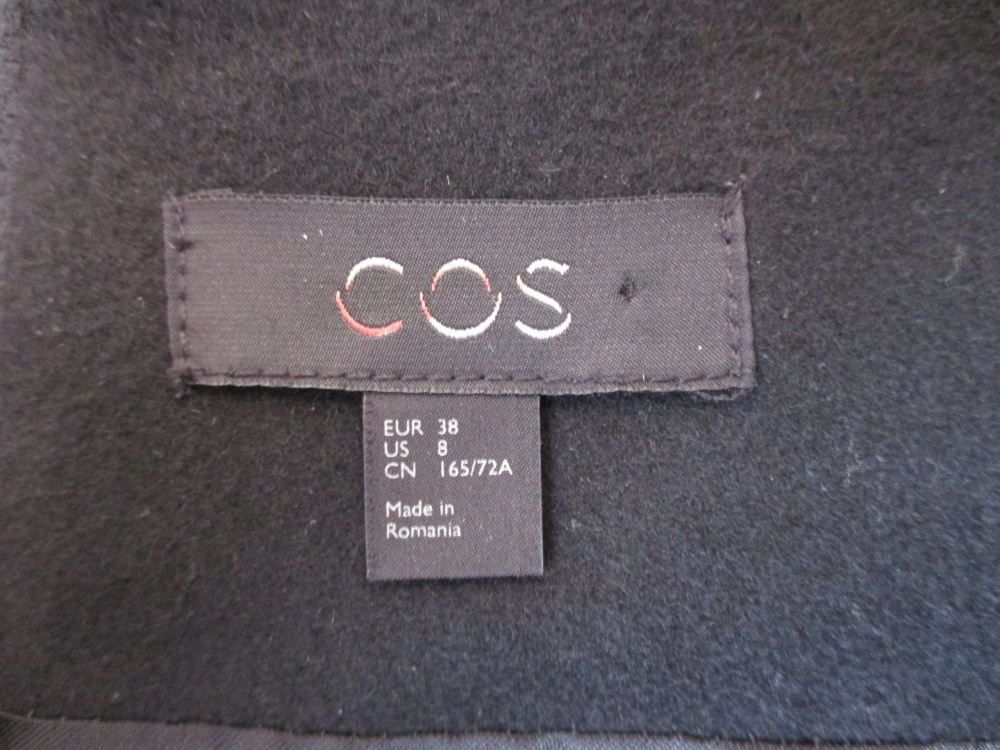 COS
EUR 38
US 8
CN 165/72A
Made in
Romania